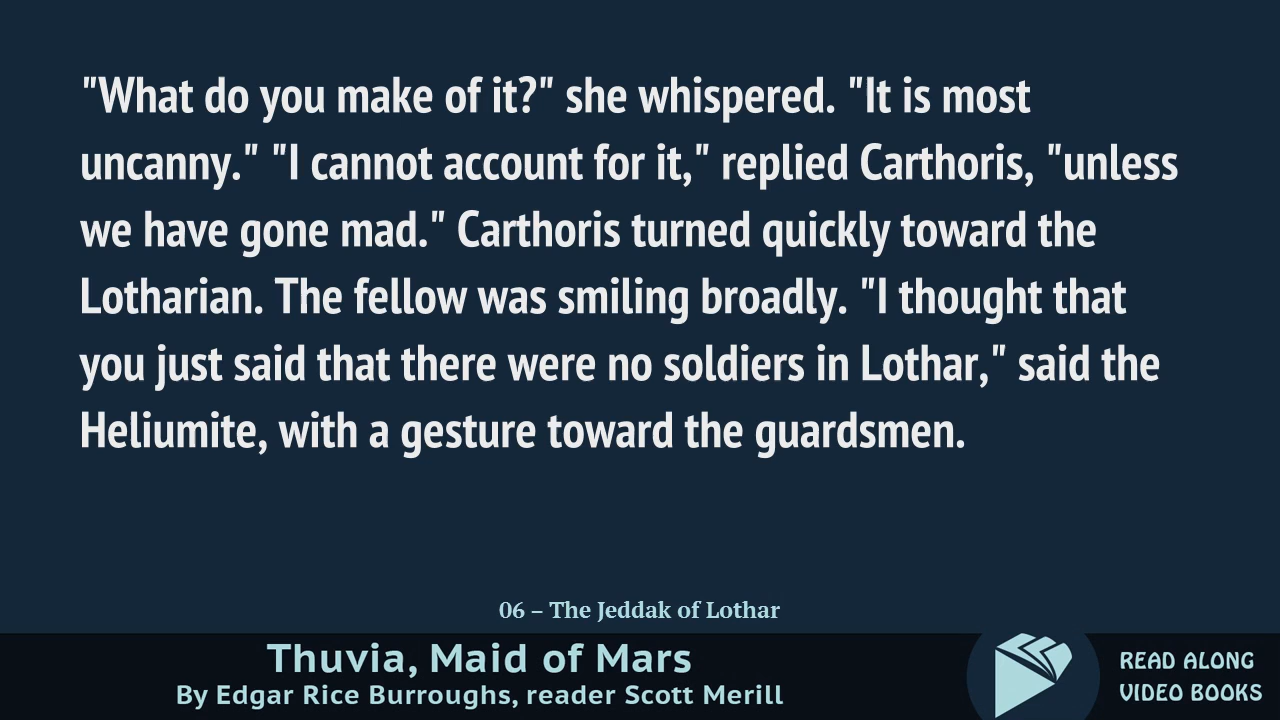 "What do you make of it?" she whispered. "It is most
uncanny." "I cannot account for it," replied Carthoris, "unless
we have gone mad." Carthoris turned quickly toward the
Lotharian. The fellow was smiling broadly. "I thought that
you just said that there were no soldiers in Lothar," said the
Heliumite, with a gesture toward the guardsmen.
06 – The Jeddak of Lothar
Thuvia, Maid of Mars
By Edgar Rice Burroughs, reader Scott Merill
READ ALONG
VIDEO BOOKS